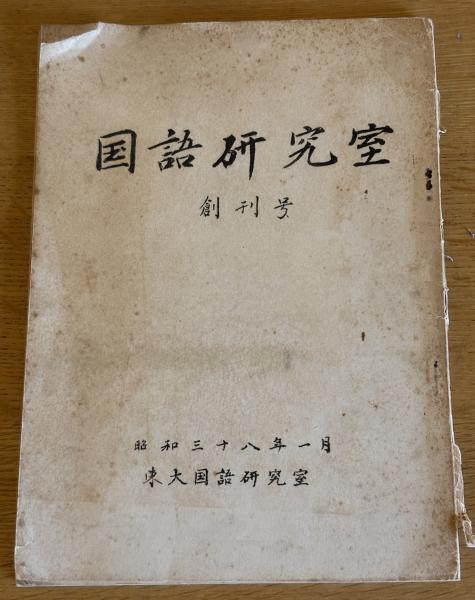 国語研究室
創刊号
昭和三十八年一月
東大国語研究室